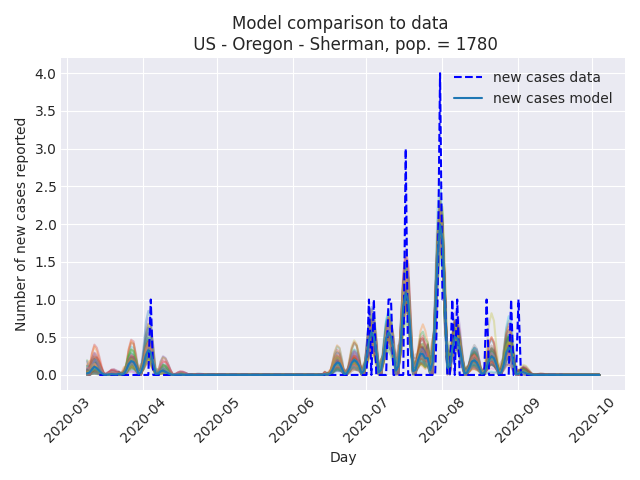 Model comparison to data
US - Oregon - Sherman, pop. = 1780
new cases data
new cases model
Number of new cases reported
4.0
3.5
3.0
2.5
2.0
1.5
1.0
0.5
0.0
2020-03
2020-04
2020-05
2020-06
2020-07
2020-08
2020-09
2020-10
Day